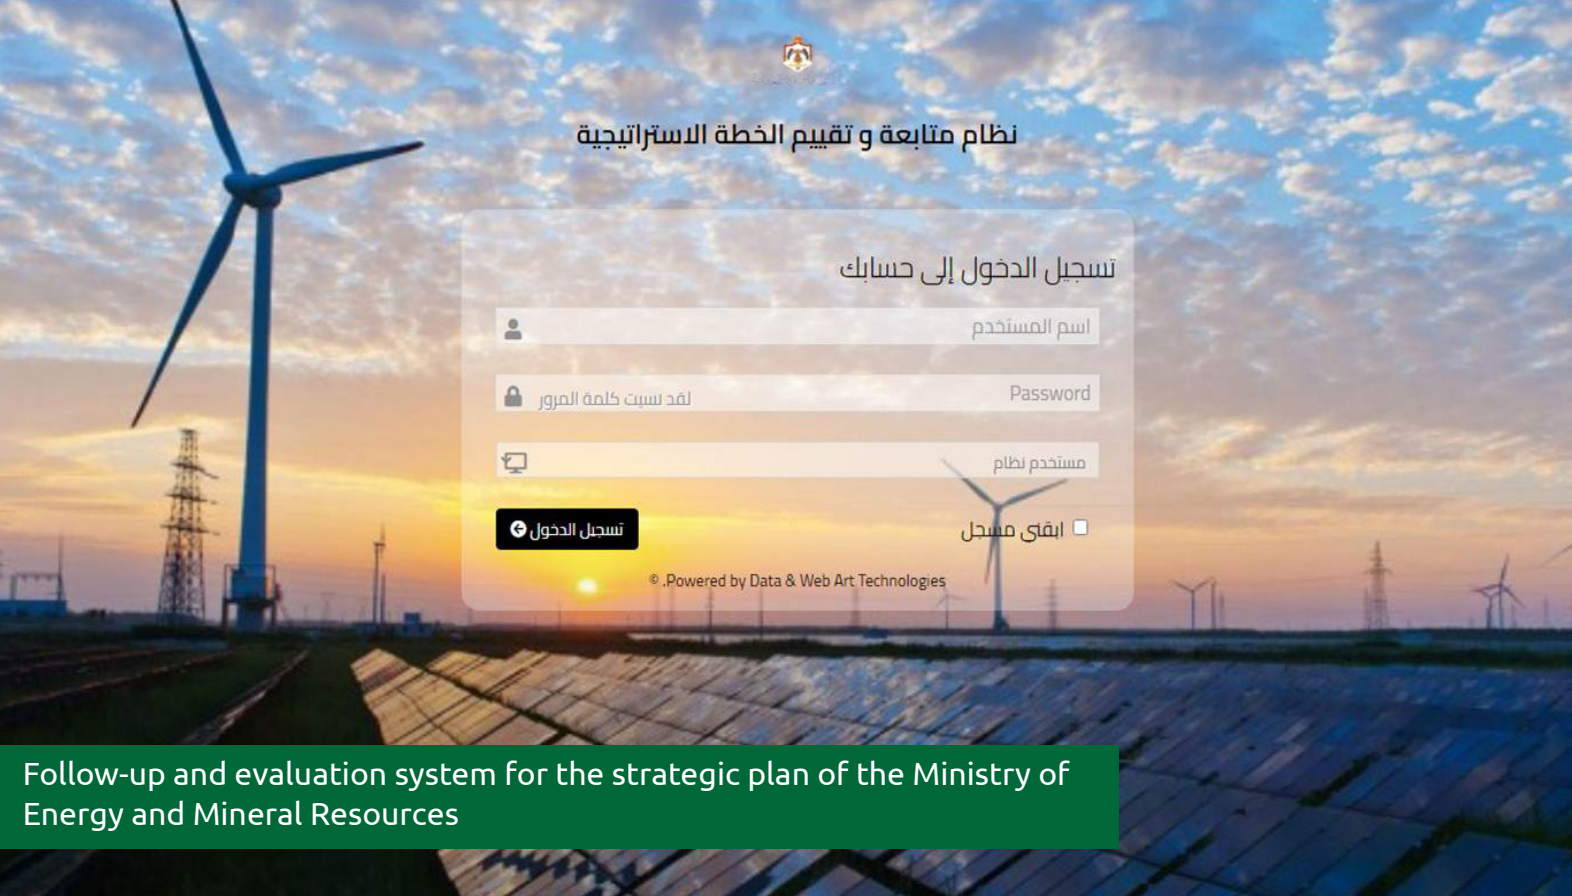 نظام متابعة و تقييم الخطة الاستراتيجية
تسجيل الدخول إلى حسابك
اسم المستخدم
Password
لقد نسيت كلمة المرور
مستخدم نظام
ابقني مسجل
تسجيل الدخول
© .Powered by Data & Web Art Technologies
Follow-up and evaluation system for the strategic plan of the Ministry of
Energy and Mineral Resources